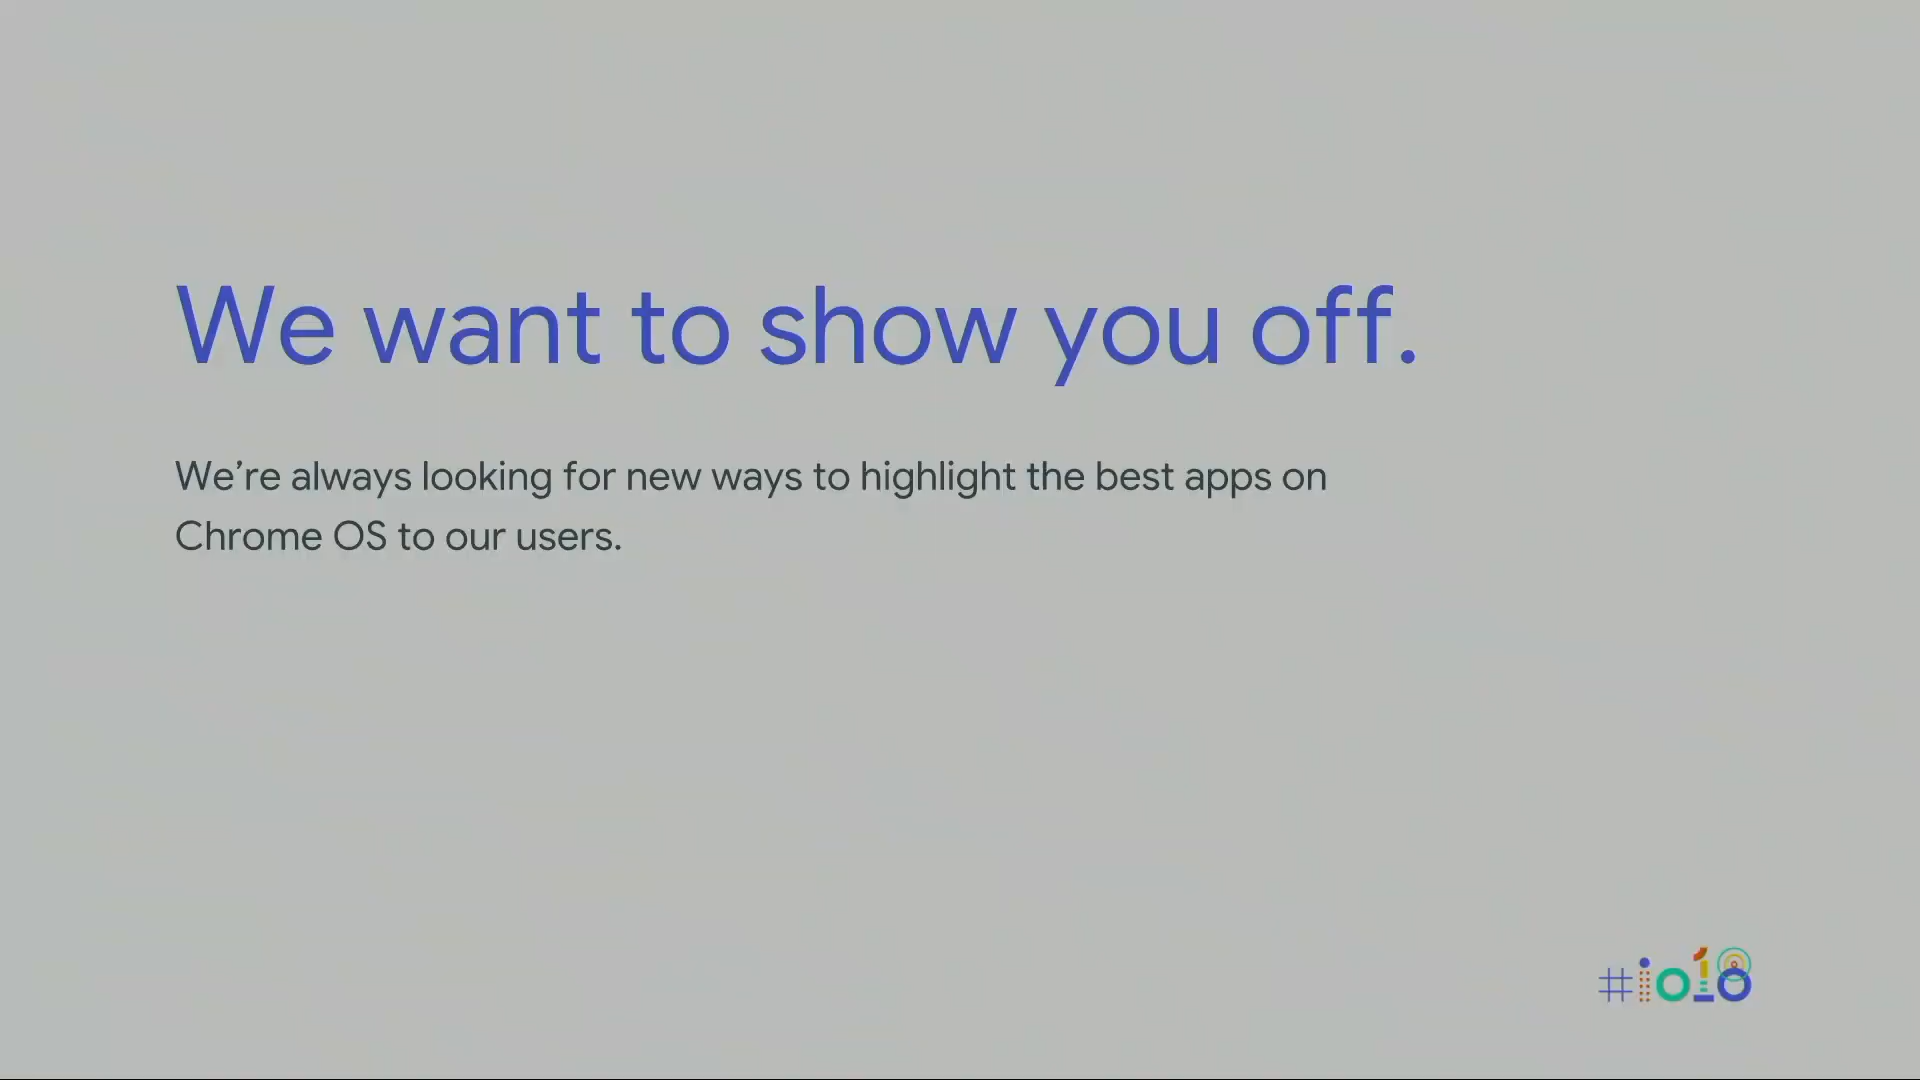 We want to show you off.
We’re always looking for new ways to highlight the best apps on
Chrome OS to our users.
#io18